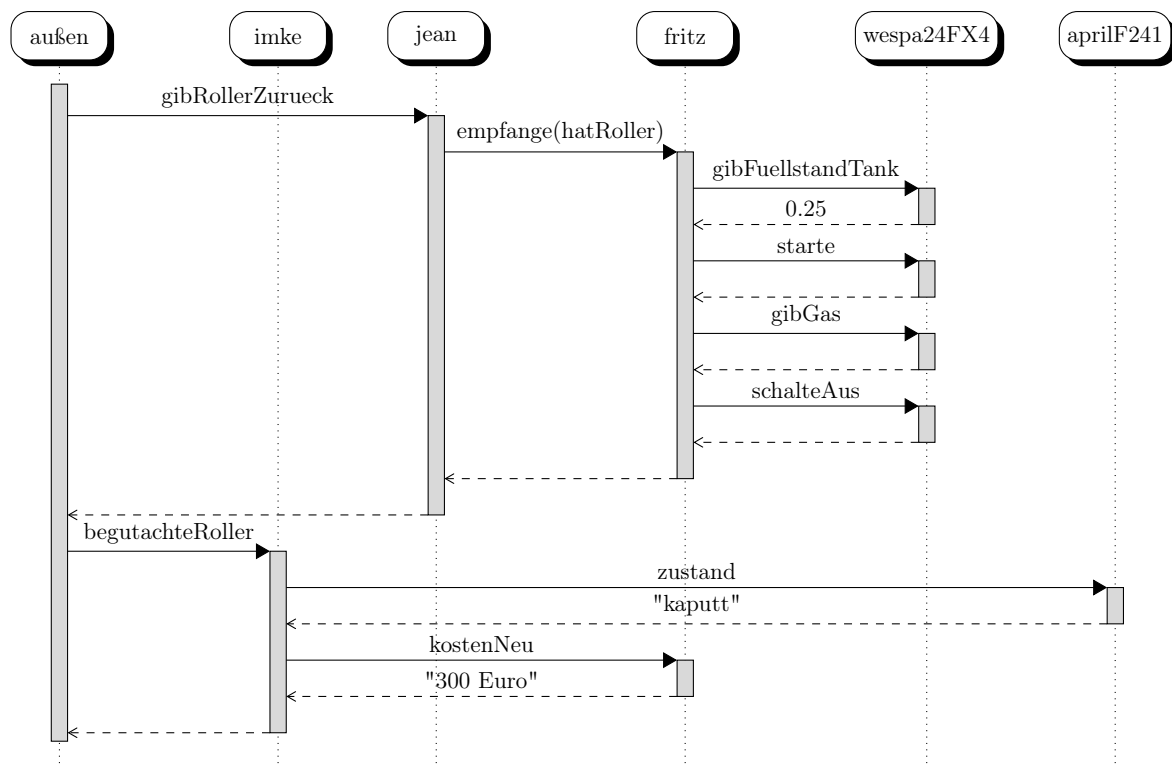 außen
imke
jean
fritz
wespa24FX4
aprilF241
gibRollerZurueck
empfange(hatRoller)
gibFuellstandTank
0.25
starte
gibGas
schalteAus
begutachteRoller
zustand
"kaputt"
kostenNeu
"300 Euro"